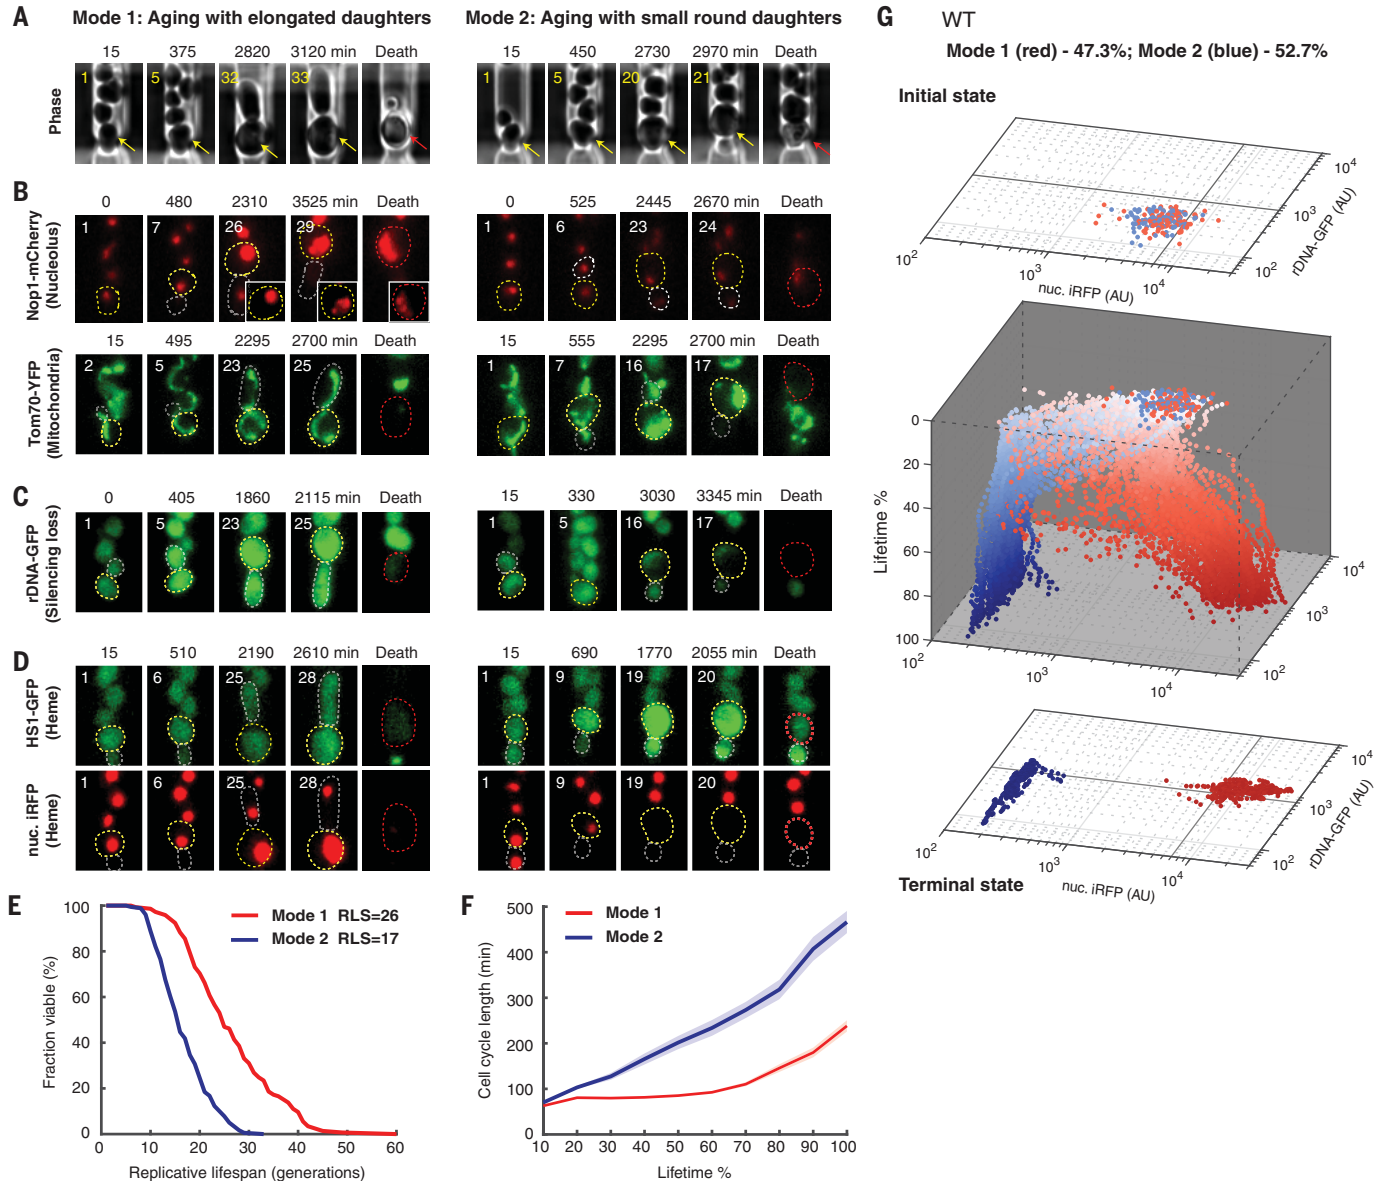 A
Mode 1: Aging with elongated daughters
Mode 2: Aging with small round daughters
15 375 2820 3120 min Death
15 450 2730 2970 min Death
Phase
1 5 32 33
1 5 20 21
B
0 480 2310 3525 min Death
0 525 2445 2670 min Death
Nop1-mCherry
(Nucleolus)
1 7 26 29
1 6 23 24
15 495 2295 2700 min Death
15 555 2295 2700 min Death
Tom70-YFP
(Mitochondria)
2 5 23 25
1 7 16 17
C
0 405 1860 2115 min Death
15 330 3030 3345 min Death
rDNA-GFP
(Silencing loss)
1 5 23 25
1 5 16 17
D
15 510 2190 2610 min Death
15 690 1770 2055 min Death
HS1-GFP
(Heme)
1 6 25 28
1 9 19 20
nuc. iRFP
(Heme)
1 6 25 28
1 9 19 20
E
Fraction viable (%)
100
80
60
40
20
0
Mode 1 RLS=26
Mode 2 RLS=17
0 10 20 30 40 50 60
Replicative lifespan (generations)
F
Cell cycle length (min)
500
400
300
200
100
0
Mode 1
Mode 2
10 20 30 40 50 60 70 80 90 100
Lifetime %
G
WT
Mode 1 (red) - 47.3%; Mode 2 (blue) - 52.7%
Initial state
10^4
10^3
10^2
rDNA-GFP (AU)
10^2 10^3 10^4
nuc. iRFP (AU)
Lifetime %
0
20
40
60
80
100
10^4
10^3
10^2
10^2 10^3 10^4
10^4
10^3
10^2
rDNA-GFP (AU)
10^2 10^3 10^4
nuc. iRFP (AU)
Terminal state